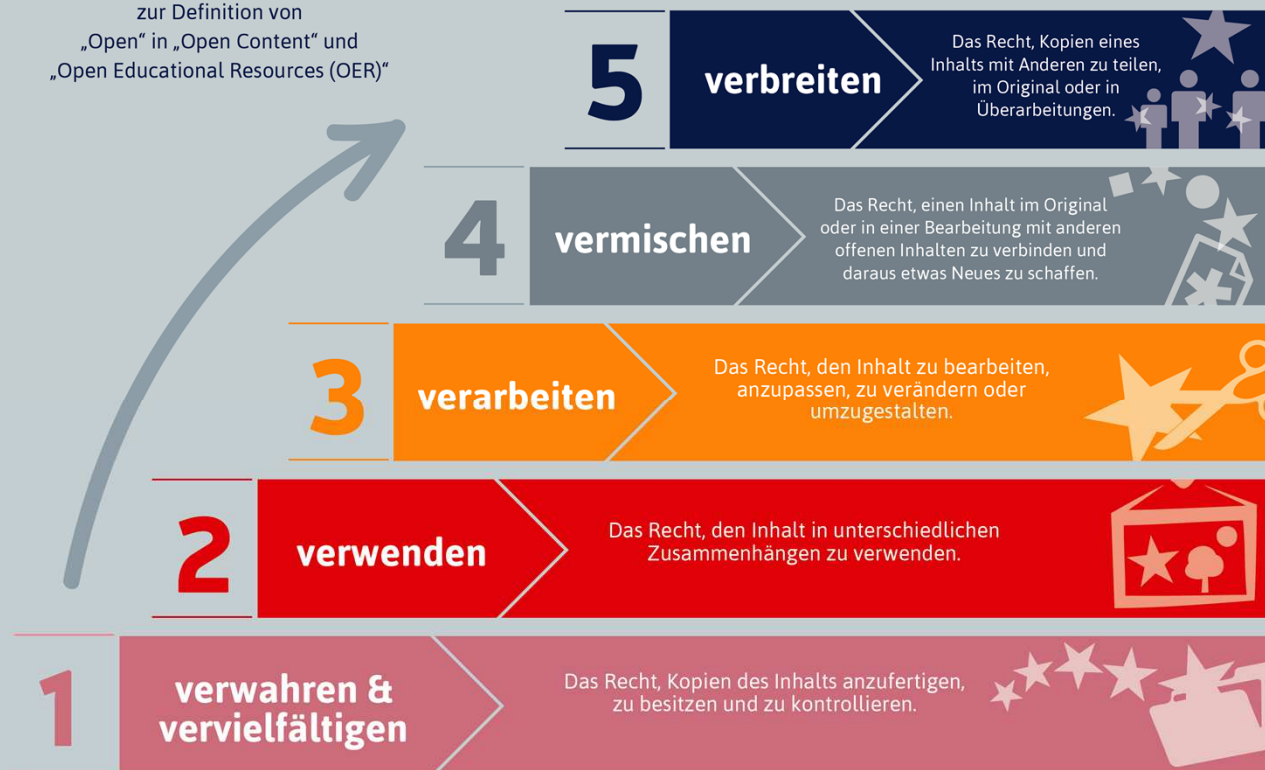 zur Definition von
„Open“ in „Open Content“ und
„Open Educational Resources (OER)“
5
verbreiten
Das Recht, Kopien eines
Inhalts mit Anderen zu teilen,
im Original oder in
Überarbeitungen.
4
vermischen
Das Recht, einen Inhalt im Original
oder in einer Bearbeitung mit anderen
offenen Inhalten zu verbinden und
daraus etwas Neues zu schaffen.
3
verarbeiten
Das Recht, den Inhalt zu bearbeiten,
anzupassen, zu verändern oder
umzugestalten.
2
verwenden
Das Recht, den Inhalt in unterschiedlichen
Zusammenhängen zu verwenden.
1
verwahren &
vervielfältigen
Das Recht, Kopien des Inhalts anzufertigen,
zu besitzen und zu kontrollieren.